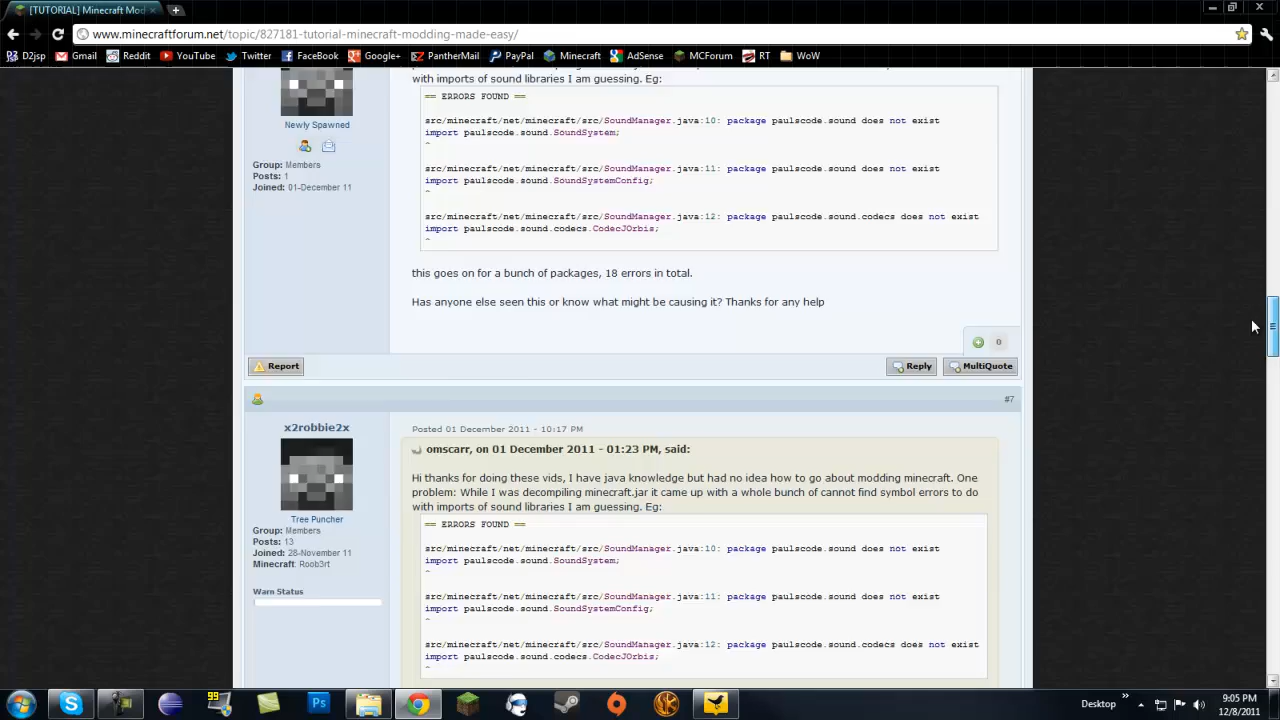 [TUTORIAL] Minecraft Mod
www.minecraftforum.net/topic/827181-tutorial-minecraft-modding-made-easy/
D2jsp Gmail Reddit YouTube Twitter FaceBook Google+ PantherMail PayPal Minecraft AdSense MCForum RT WoW
with imports of sound libraries I am guessing. Eg:
== ERRORS FOUND ==
src/minecraft/net/minecraft/src/SoundManager.java:10: package paulscode.sound does not exist
import paulscode.sound.SoundSystem;
^
src/minecraft/net/minecraft/src/SoundManager.java:11: package paulscode.sound does not exist
import paulscode.sound.SoundSystemConfig;
^
src/minecraft/net/minecraft/src/SoundManager.java:12: package paulscode.sound.codecs does not exist
import paulscode.sound.codecs.CodecJOrbis;
^
Newly Spawned
Group: Members
Posts: 1
Joined: 01-December 11
this goes on for a bunch of packages, 18 errors in total.
Has anyone else seen this or know what might be causing it? Thanks for any help
0
Report
Reply MultiQuote
#7
x2robbie2x
Tree Puncher
Group: Members
Posts: 13
Joined: 28-November 11
Minecraft: Roob3rt
Warn Status
Posted 01 December 2011 - 10:17 PM
omscarr, on 01 December 2011 - 01:23 PM, said:
Hi thanks for doing these vids, I have java knowledge but had no idea how to go about modding minecraft. One
problem: While I was decompiling minecraft.jar it came up with a whole bunch of cannot find symbol errors to do
with imports of sound libraries I am guessing. Eg:
== ERRORS FOUND ==
src/minecraft/net/minecraft/src/SoundManager.java:10: package paulscode.sound does not exist
import paulscode.sound.SoundSystem;
^
src/minecraft/net/minecraft/src/SoundManager.java:11: package paulscode.sound does not exist
import paulscode.sound.SoundSystemConfig;
^
src/minecraft/net/minecraft/src/SoundManager.java:12: package paulscode.sound.codecs does not exist
import paulscode.sound.codecs.CodecJOrbis;
^
99
Ps
Desktop
9:05 PM
12/8/2011